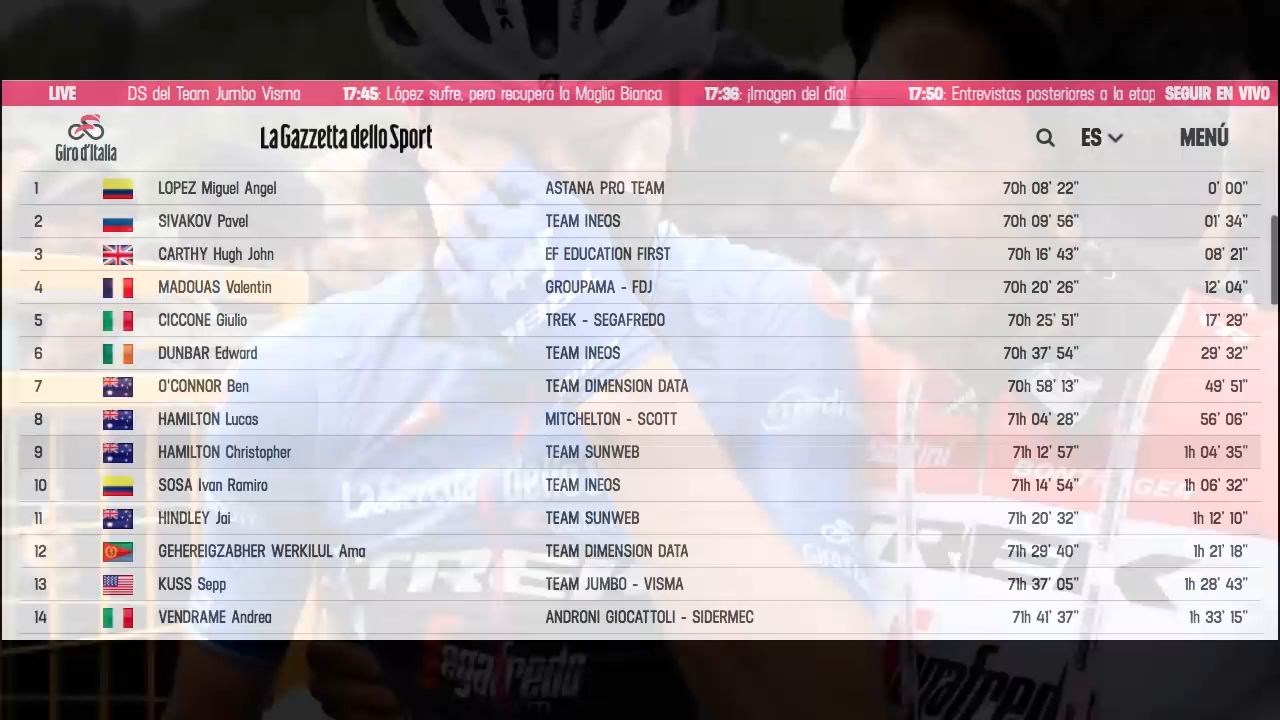 LIVE DS del Team Jumbo Visma 17:45: López sufre, pero recupera la Maglia Bianca 17:36: ¡Imagen del día! 17:50: Entrevistas posteriores a la etap SEGUIR EN VIVO
Giro d'Italia La Gazzetta dello Sport ES MENÚ
1 LOPEZ Miguel Angel ASTANA PRO TEAM 70h 08' 22" 0' 00"
2 SIVAKOV Pavel TEAM INEOS 70h 09' 56" 01' 34"
3 CARTHY Hugh John EF EDUCATION FIRST 70h 16' 43" 08' 21"
4 MADOUAS Valentin GROUPAMA - FDJ 70h 20' 26" 12' 04"
5 CICCONE Giulio TREK - SEGAFREDO 70h 25' 51" 17' 29"
6 DUNBAR Edward TEAM INEOS 70h 37' 54" 29' 32"
7 O'CONNOR Ben TEAM DIMENSION DATA 70h 58' 13" 49' 51"
8 HAMILTON Lucas MITCHELTON - SCOTT 71h 04' 28" 56' 06"
9 HAMILTON Christopher TEAM SUNWEB 71h 12' 57" 1h 04' 35"
10 SOSA Ivan Ramiro TEAM INEOS 71h 14' 54" 1h 06' 32"
11 HINDLEY Jai TEAM SUNWEB 71h 20' 32" 1h 12' 10"
12 GEHEREIGZABHER WERKILUL Ama TEAM DIMENSION DATA 71h 29' 40" 1h 21' 18"
13 KUSS Sepp TEAM JUMBO - VISMA 71h 37' 05" 1h 28' 43"
14 VENDRAME Andrea ANDRONI GIOCATTOLI - SIDERMEC 71h 41' 37" 1h 33' 15"